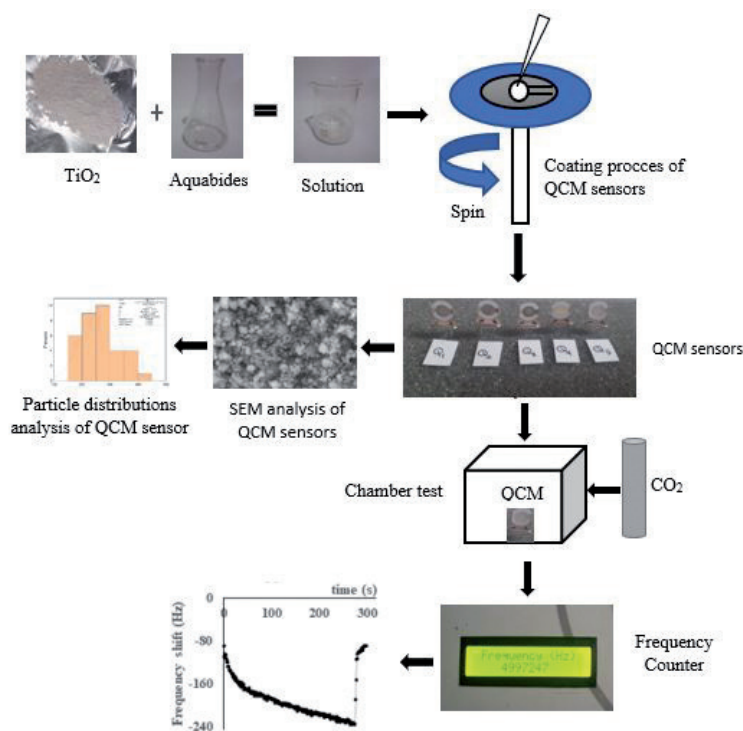 TiO2
+
Aquabides
=
Solution
Spin
Coating procces of
QCM sensors
QCM sensors
SEM analysis of
QCM sensors
Particle distributions
analysis of QCM sensor
Chamber test
QCM
CO2
Frequency
Counter
Frequency (Hz)
4997247
time (s)
0
0 100 200 300
-80
-160
-240
Frequency shift (Hz)